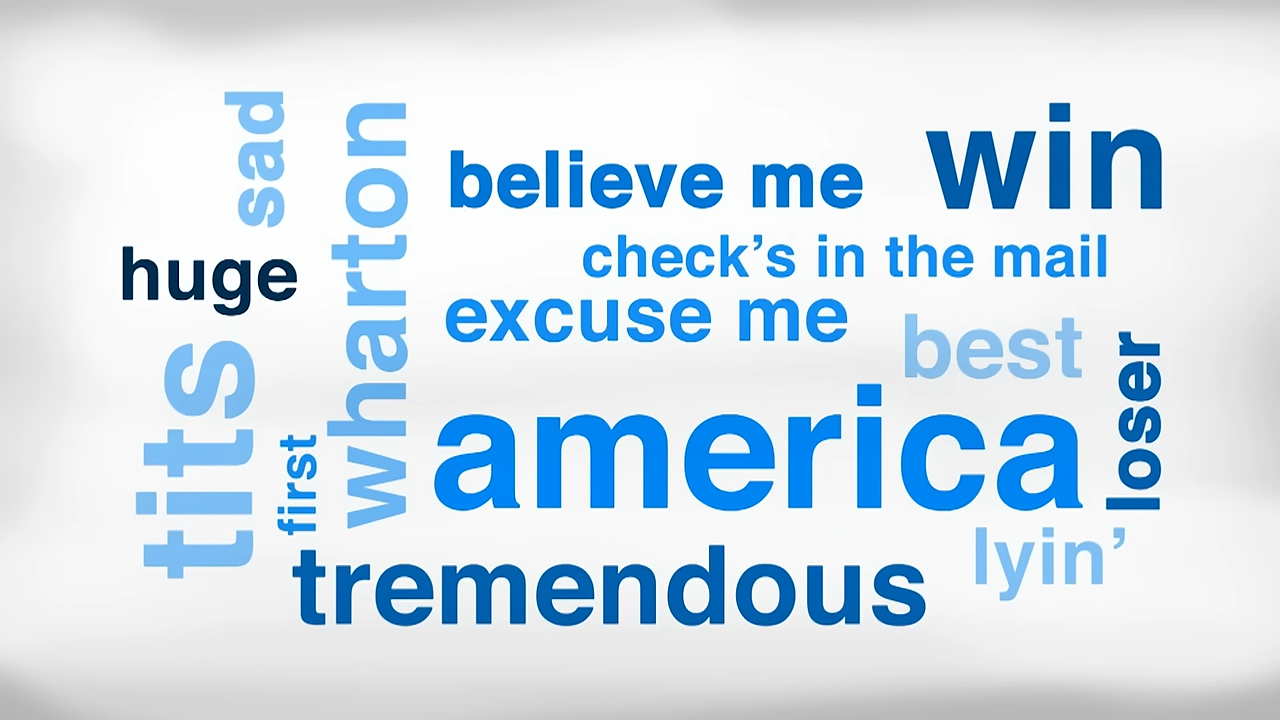 sad
wharton
believe me
win
huge
check’s in the mail
excuse me
best
tits
loser
america
first
lyin’
tremendous